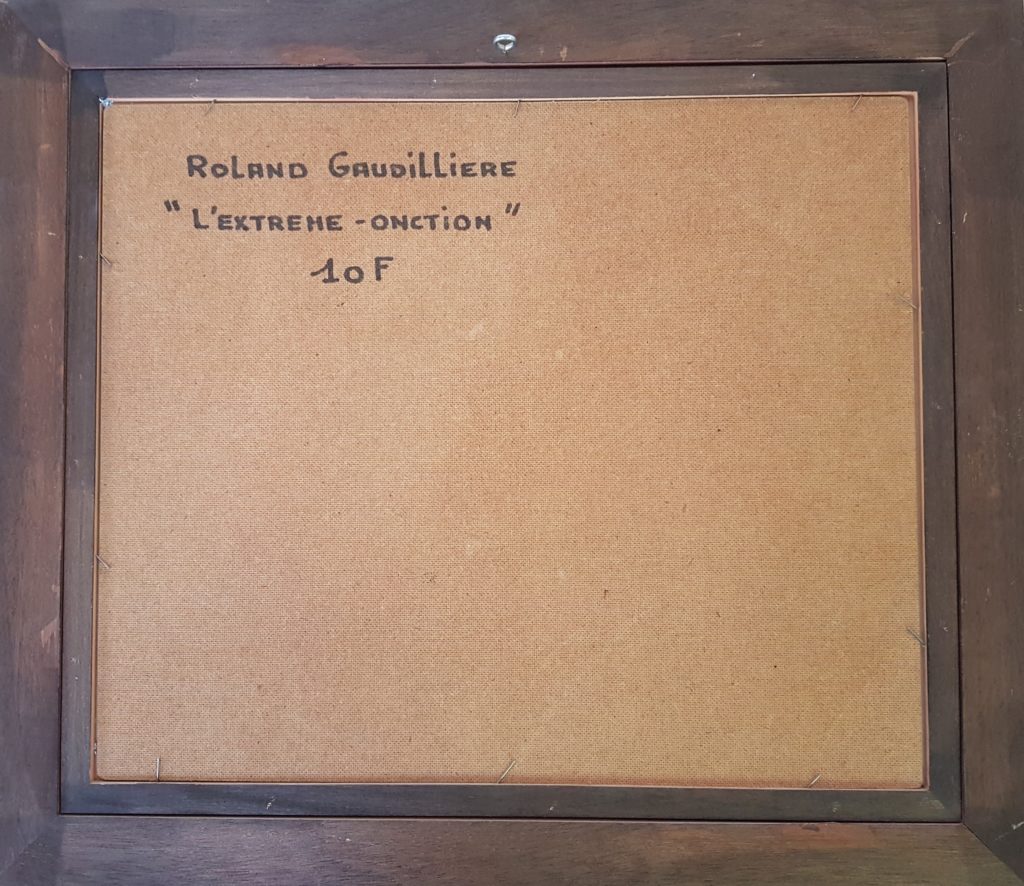 ROLAND GAUDILLIERE
"L'EXTREME-ONCTION"
10F